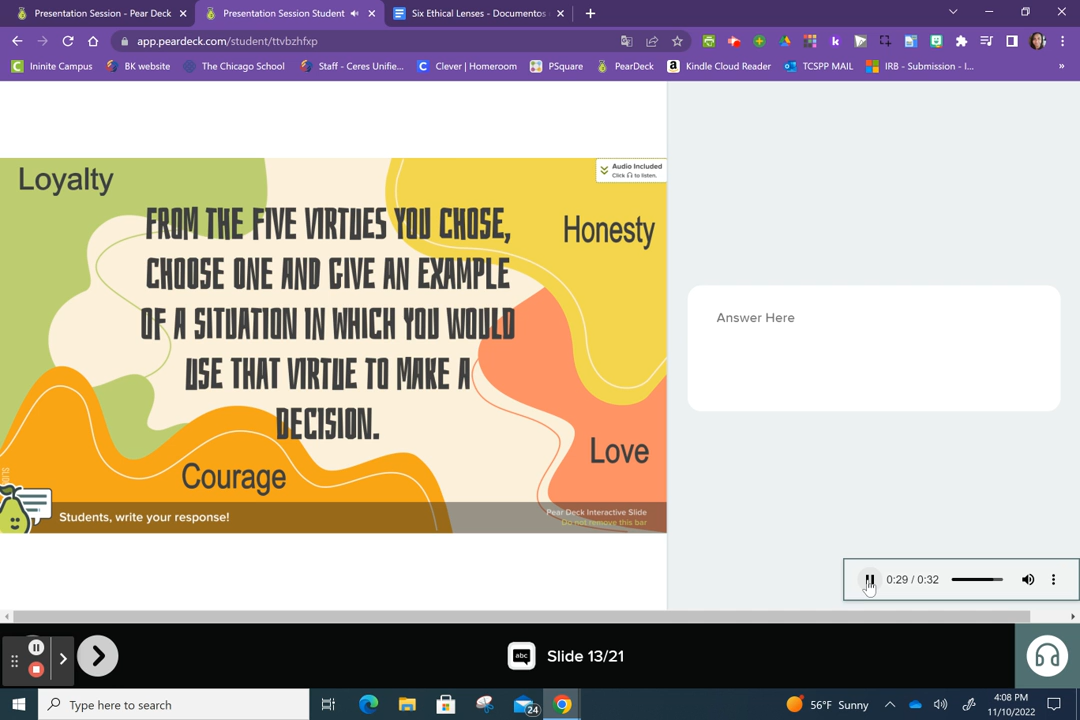 Presentation Session - Pear Deck
Presentation Session Student
Six Ethical Lenses - Documentos
app.peardeck.com/student/ttvbzhfxp
Ininite Campus
BK website
The Chicago School
Staff - Ceres Unifie...
Clever | Homeroom
PSquare
PearDeck
Kindle Cloud Reader
TCSPP MAIL
IRB - Submission - I...
Loyalty
Audio Included
Click to listen.
Honesty
FROM THE FIVE VIRTUES YOU CHOSE,
CHOOSE ONE AND GIVE AN EXAMPLE
OF A SITUATION IN WHICH YOU WOULD
USE THAT VIRTUE TO MAKE A
DECISION.
Answer Here
Love
Courage
Students, write your response!
Pear Deck Interactive Slide
Do not remove this bar
0:29 / 0:32
abc
Slide 13/21
Type here to search
24
56°F Sunny
4:08 PM
11/10/2022